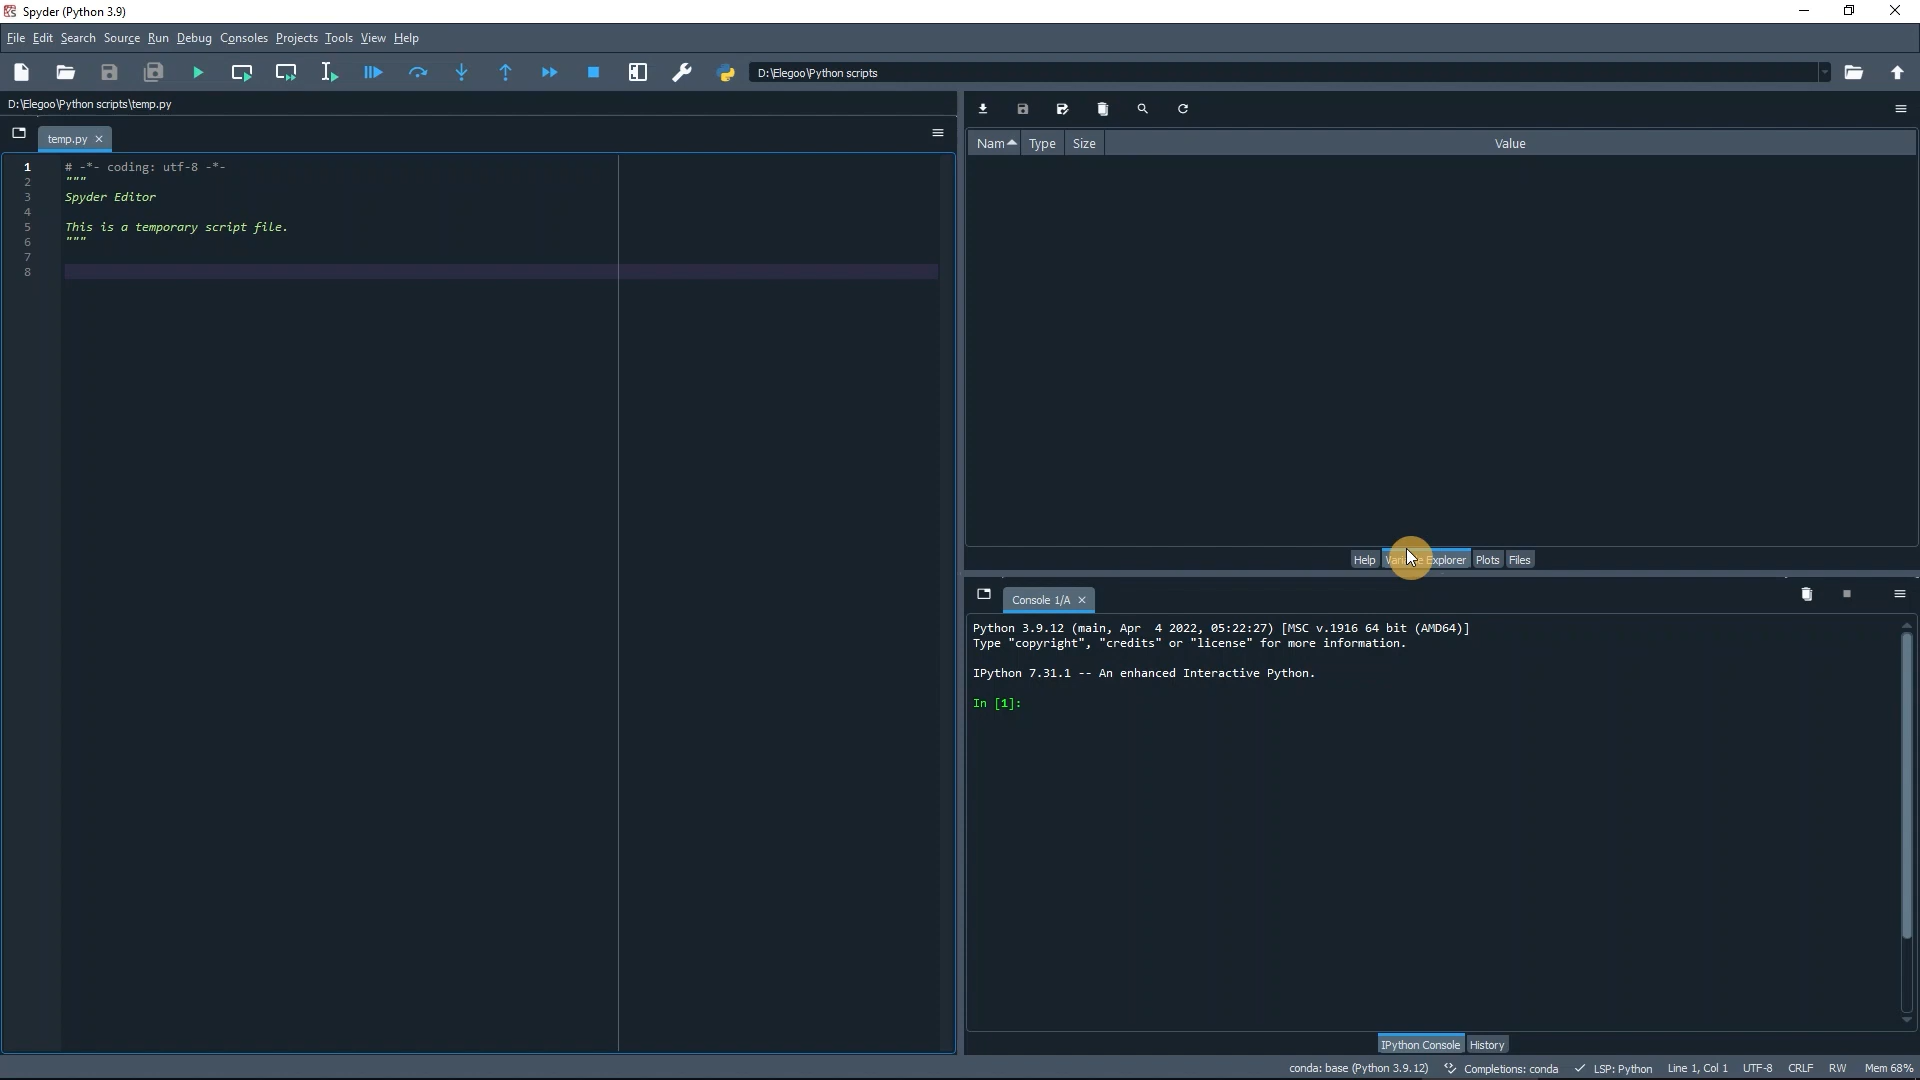 Spyder (Python 3.9)
File Edit Search Source Run Debug Consoles Projects Tools View Help
D:\Elegoo\Python scripts
D:\Elegoo\Python scripts\temp.py
temp.py
1 # -*- coding: utf-8 -*-
2 """
3 Spyder Editor
4
5 This is a temporary script file.
6 """
7
8
Nam Type Size Value
Help Explorer Plots Files
Console 1/A
Python 3.9.12 (main, Apr  4 2022, 05:22:27) [MSC v.1916 64 bit (AMD64)]
Type "copyright", "credits" or "license" for more information.
IPython 7.31.1 -- An enhanced Interactive Python.
In [1]:
IPython Console History
conda: base (Python 3.9.12) Completions: conda LSP: Python Line 1, Col 1 UTF-8 CRLF RW Mem 68%